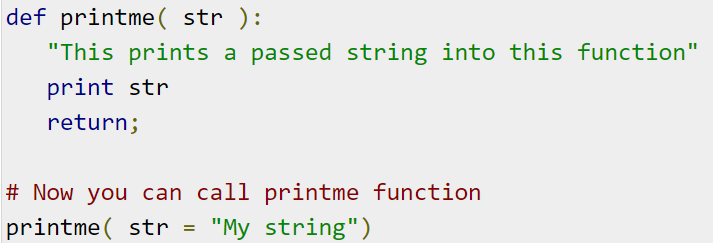 def printme( str ):
   "This prints a passed string into this function"
   print str
   return;

# Now you can call printme function
printme( str = "My string")